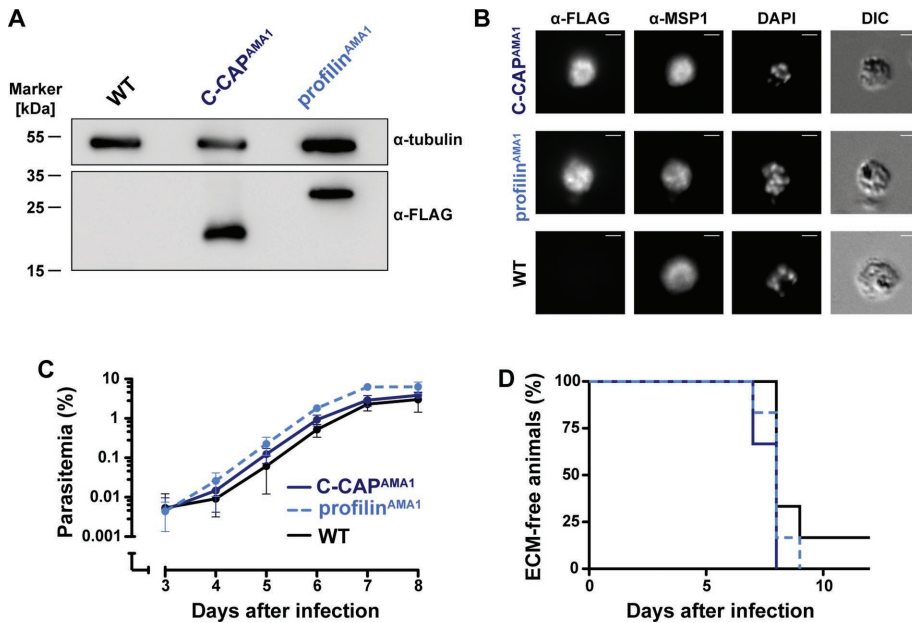 A
Marker
[kDa]
WT
C-CAPAMA1
profilinAMA1
55
35
25
15
α-tubulin
α-FLAG
B
α-FLAG
α-MSP1
DAPI
DIC
C-CAPAMA1
profilinAMA1
WT
C
Parasitemia (%)
10
1
0.1
0.01
0.001
C-CAPAMA1
profilinAMA1
WT
3 4 5 6 7 8
Days after infection
D
ECM-free animals (%)
100
75
50
25
0
0 5 10
Days after infection